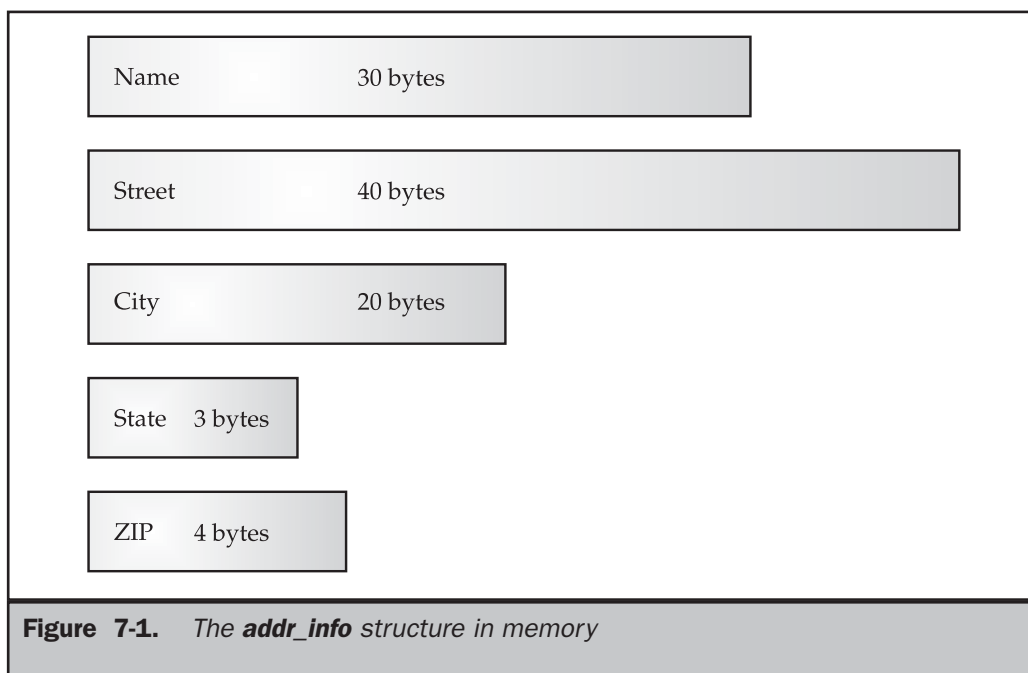 Name 30 bytes
Street 40 bytes
City 20 bytes
State 3 bytes
ZIP 4 bytes
Figure 7-1. The addr_info structure in memory